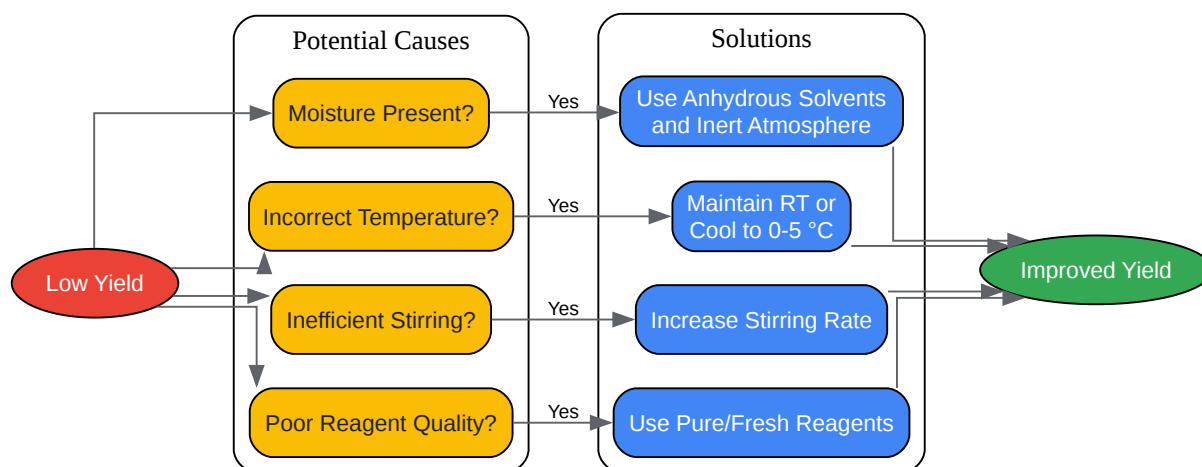 Potential Causes
Solutions
Moisture Present?
Yes
Use Anhydrous Solvents
and Inert Atmosphere
Incorrect Temperature?
Yes
Maintain RT or
Cool to 0-5 °C
Low Yield
Improved Yield
Inefficient Stirring?
Yes
Increase Stirring Rate
Poor Reagent Quality?
Yes
Use Pure/Fresh Reagents